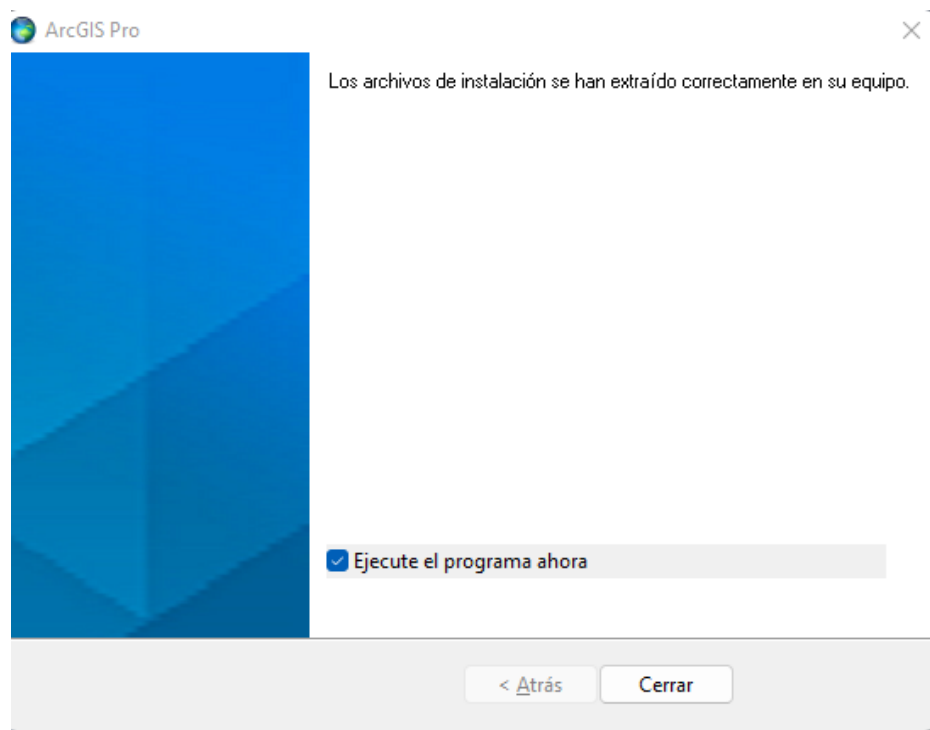 ArcGIS Pro
Los archivos de instalación se han extraído correctamente en su equipo.
Ejecute el programa ahora
< Atrás
Cerrar